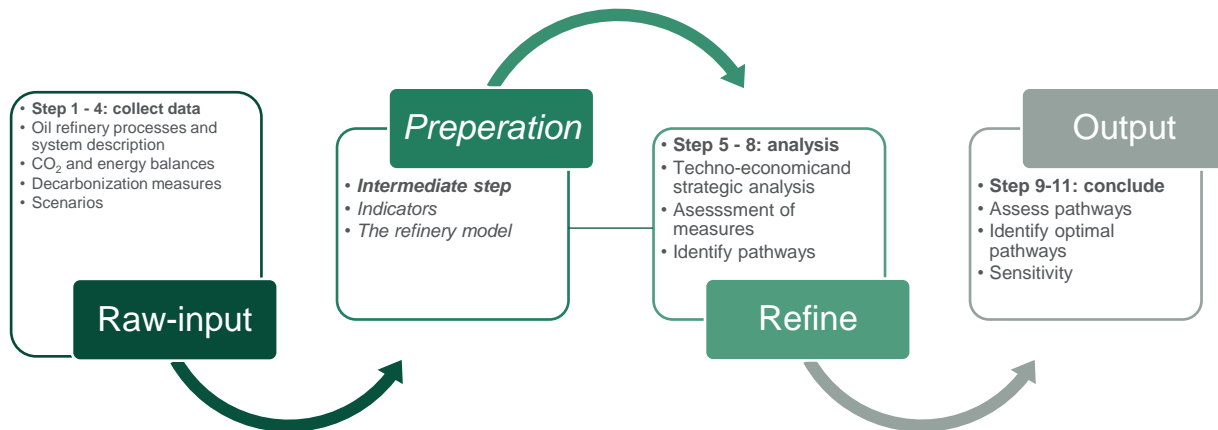 • Step 1 - 4: collect data
• Oil refinery processes and
system description
• CO₂ and energy balances
• Decarbonization measures
• Scenarios
Raw-input
Preperation
• Intermediate step
• Indicators
• The refinery model
• Step 5 - 8: analysis
• Techno-economicand
strategic analysis
• Asesssment of
measures
• Identify pathways
Refine
Output
• Step 9-11: conclude
• Assess pathways
• Identify optimal
pathways
• Sensitivity